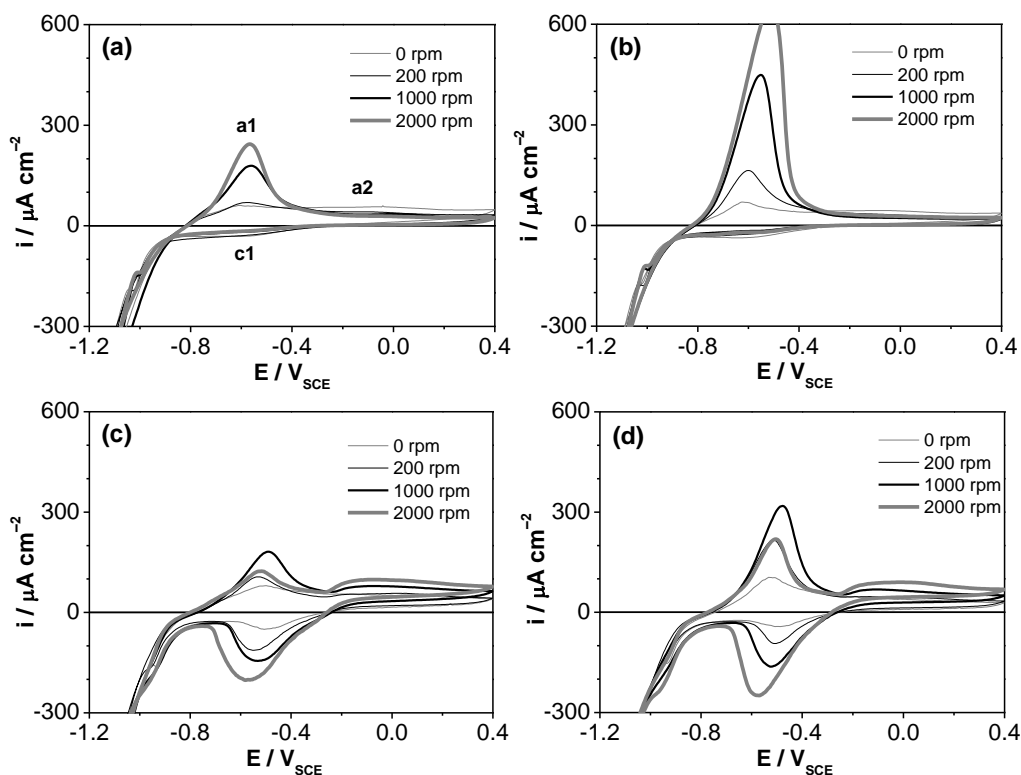 (a)
600
300
0
-300
i / µA cm⁻²
0 rpm
200 rpm
1000 rpm
2000 rpm
a1
a2
c1
-1.2 -0.8 -0.4 0.0 0.4
E / V_SCE
(b)
600
300
0
-300
i / µA cm⁻²
0 rpm
200 rpm
1000 rpm
2000 rpm
-1.2 -0.8 -0.4 0.0 0.4
E / V_SCE
(c)
600
300
0
-300
i / µA cm⁻²
0 rpm
200 rpm
1000 rpm
2000 rpm
-1.2 -0.8 -0.4 0.0 0.4
E / V_SCE
(d)
600
300
0
-300
i / µA cm⁻²
0 rpm
200 rpm
1000 rpm
2000 rpm
-1.2 -0.8 -0.4 0.0 0.4
E / V_SCE